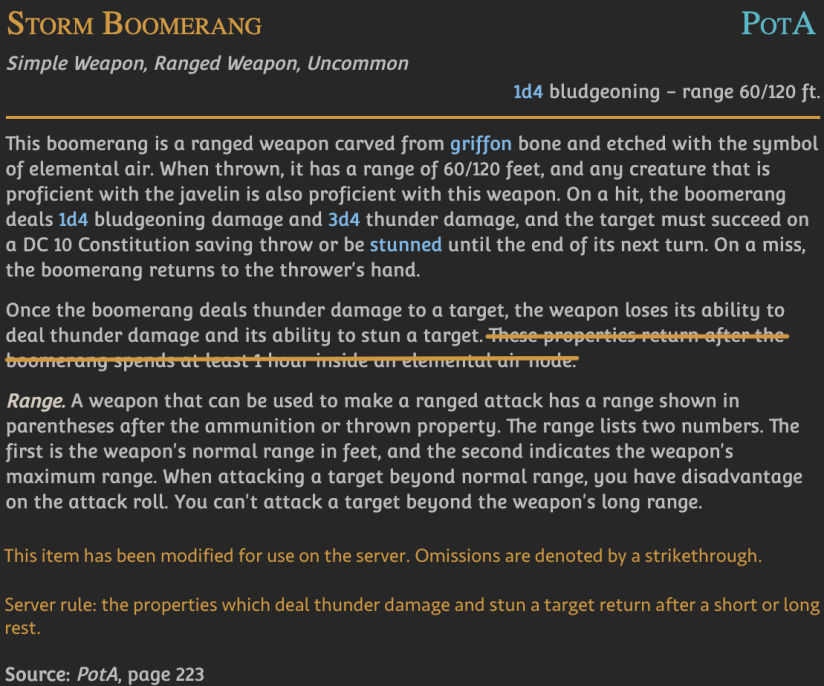 Storm Boomerang PotA
Simple Weapon, Ranged Weapon, Uncommon
1d4 bludgeoning – range 60/120 ft.
This boomerang is a ranged weapon carved from griffon bone and etched with the symbol
of elemental air. When thrown, it has a range of 60/120 feet, and any creature that is
proficient with the javelin is also proficient with this weapon. On a hit, the boomerang
deals 1d4 bludgeoning damage and 3d4 thunder damage, and the target must succeed on
a DC 10 Constitution saving throw or be stunned until the end of its next turn. On a miss,
the boomerang returns to the thrower's hand.
Once the boomerang deals thunder damage to a target, the weapon loses its ability to
deal thunder damage and its ability to stun a target. These properties return after the
boomerang spends at least 1 hour inside an elemental air node.
Range. A weapon that can be used to make a ranged attack has a range shown in
parentheses after the ammunition or thrown property. The range lists two numbers. The
first is the weapon's normal range in feet, and the second indicates the weapon's
maximum range. When attacking a target beyond normal range, you have disadvantage
on the attack roll. You can't attack a target beyond the weapon's long range.
This item has been modified for use on the server. Omissions are denoted by a strikethrough.
Server rule: the properties which deal thunder damage and stun a target return after a short or long
rest.
Source: PotA, page 223